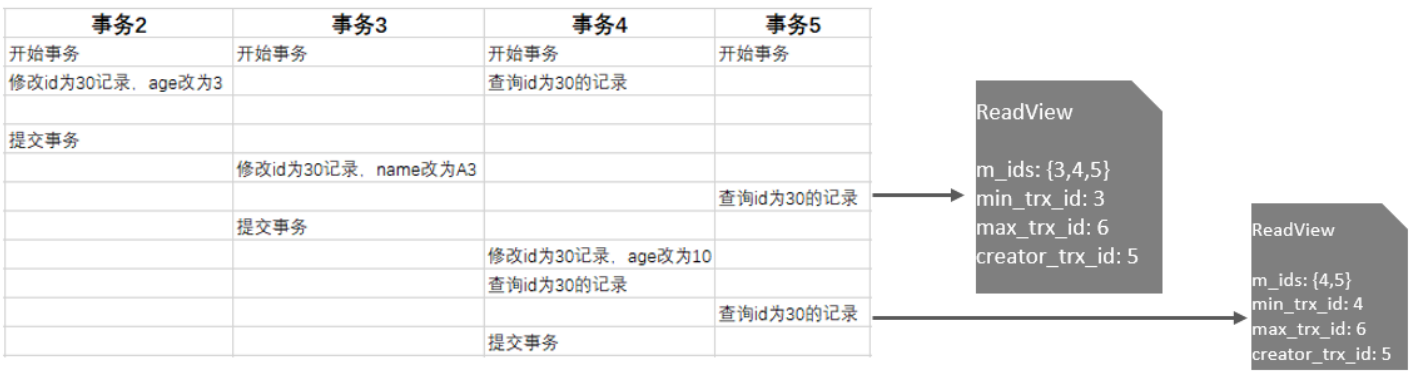 事务2 事务3 事务4 事务5
开始事务 开始事务 开始事务 开始事务
修改id为30记录，age改为3 查询id为30的记录
提交事务
修改id为30记录，name改为A3
查询id为30的记录
提交事务
修改id为30记录，age改为10
查询id为30的记录
查询id为30的记录
提交事务
ReadView
m_ids: {3,4,5}
min_trx_id: 3
max_trx_id: 6
creator_trx_id: 5
ReadView
m_ids: {4,5}
min_trx_id: 4
max_trx_id: 6
creator_trx_id: 5